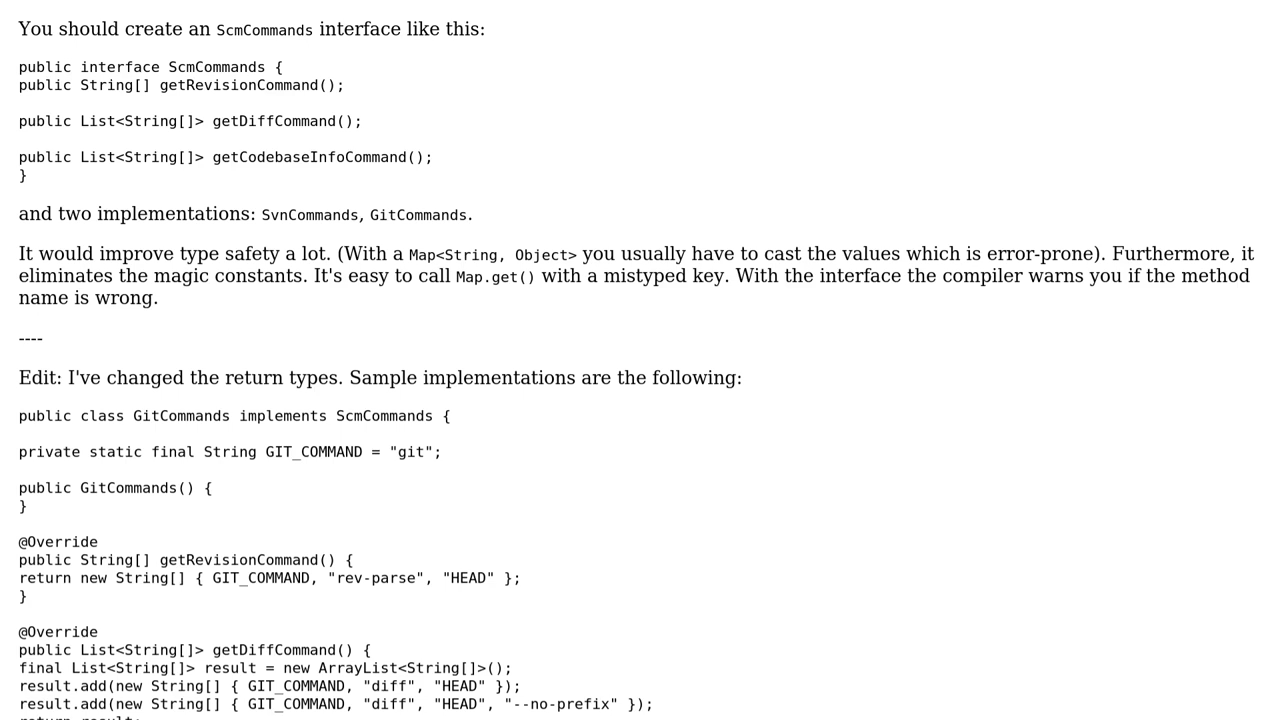 You should create an ScmCommands interface like this:
public interface ScmCommands {
public String[] getRevisionCommand();
public List<String[]> getDiffCommand();
public List<String[]> getCodebaseInfoCommand();
}
and two implementations: SvnCommands, GitCommands.
It would improve type safety a lot. (With a Map<String, Object> you usually have to cast the values which is error-prone). Furthermore, it
eliminates the magic constants. It's easy to call Map.get() with a mistyped key. With the interface the compiler warns you if the method
name is wrong.
----
Edit: I've changed the return types. Sample implementations are the following:
public class GitCommands implements ScmCommands {
private static final String GIT_COMMAND = "git";
public GitCommands() {
}
@Override
public String[] getRevisionCommand() {
return new String[] { GIT_COMMAND, "rev-parse", "HEAD" };
}
@Override
public List<String[]> getDiffCommand() {
final List<String[]> result = new ArrayList<String[]>();
result.add(new String[] { GIT_COMMAND, "diff", "HEAD" });
result.add(new String[] { GIT_COMMAND, "diff", "HEAD", "--no-prefix" });
return result;